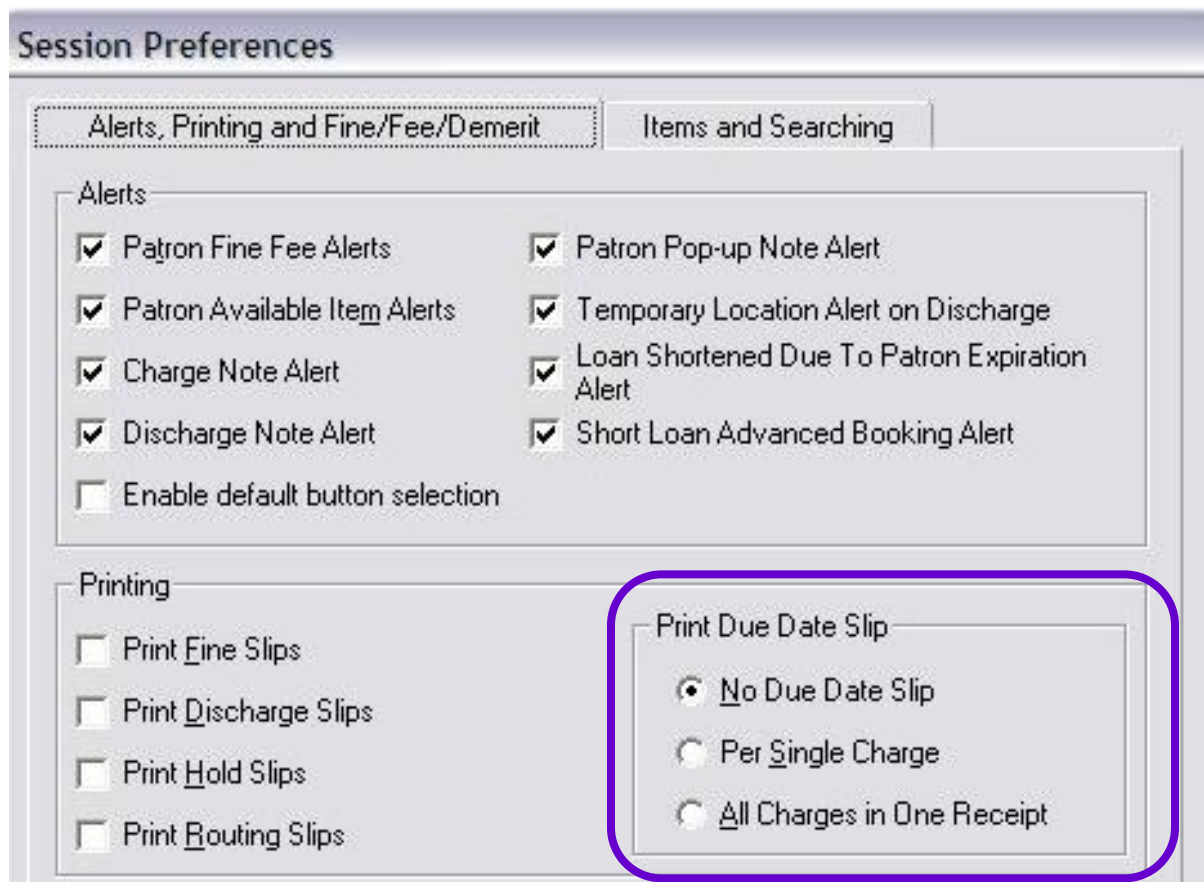 Session Preferences
Alerts, Printing and Fine/Fee/Demerit
Items and Searching
Alerts
Patron Fine Fee Alerts
Patron Pop-up Note Alert
Patron Available Item Alerts
Temporary Location Alert on Discharge
Charge Note Alert
Loan Shortened Due To Patron Expiration
Alert
Discharge Note Alert
Short Loan Advanced Booking Alert
Enable default button selection
Printing
Print Fine Slips
Print Discharge Slips
Print Hold Slips
Print Routing Slips
Print Due Date Slip
No Due Date Slip
Per Single Charge
All Charges in One Receipt